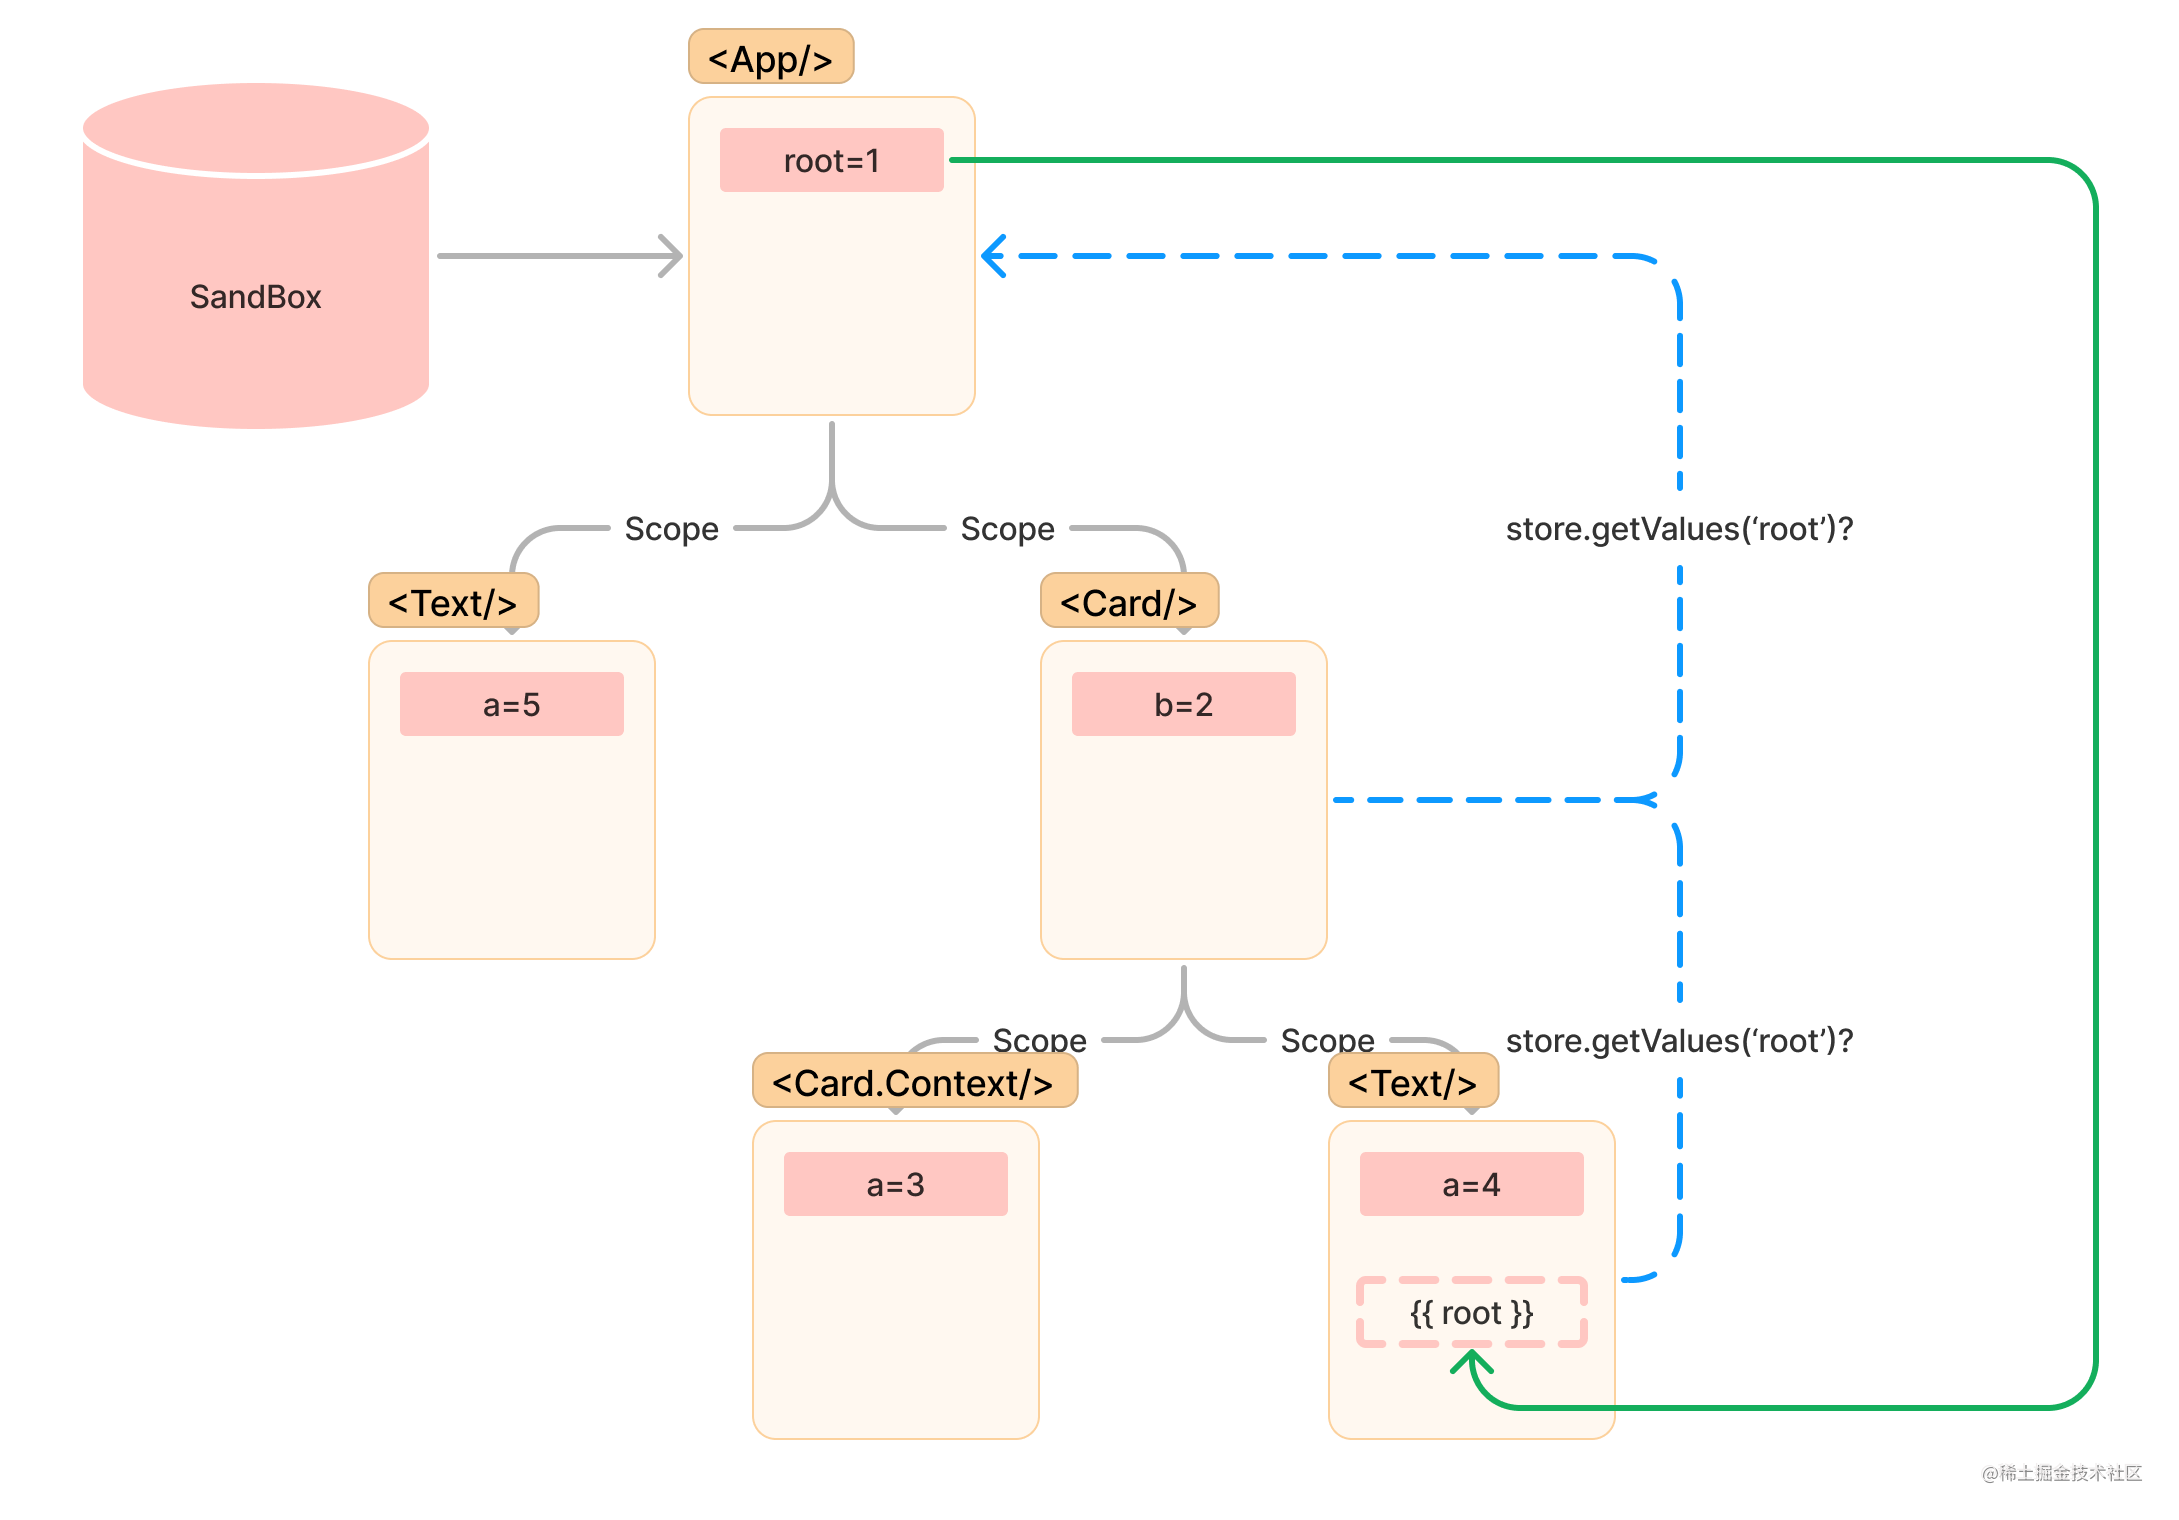 <App/>
root=1
SandBox
Scope
Scope
store.getValues(‘root’)?
<Text/>
<Card/>
a=5
b=2
Scope
Scope
store.getValues(‘root’)?
<Card.Context/>
<Text/>
a=3
a=4
{{ root }}
@稀土掘金技术社区